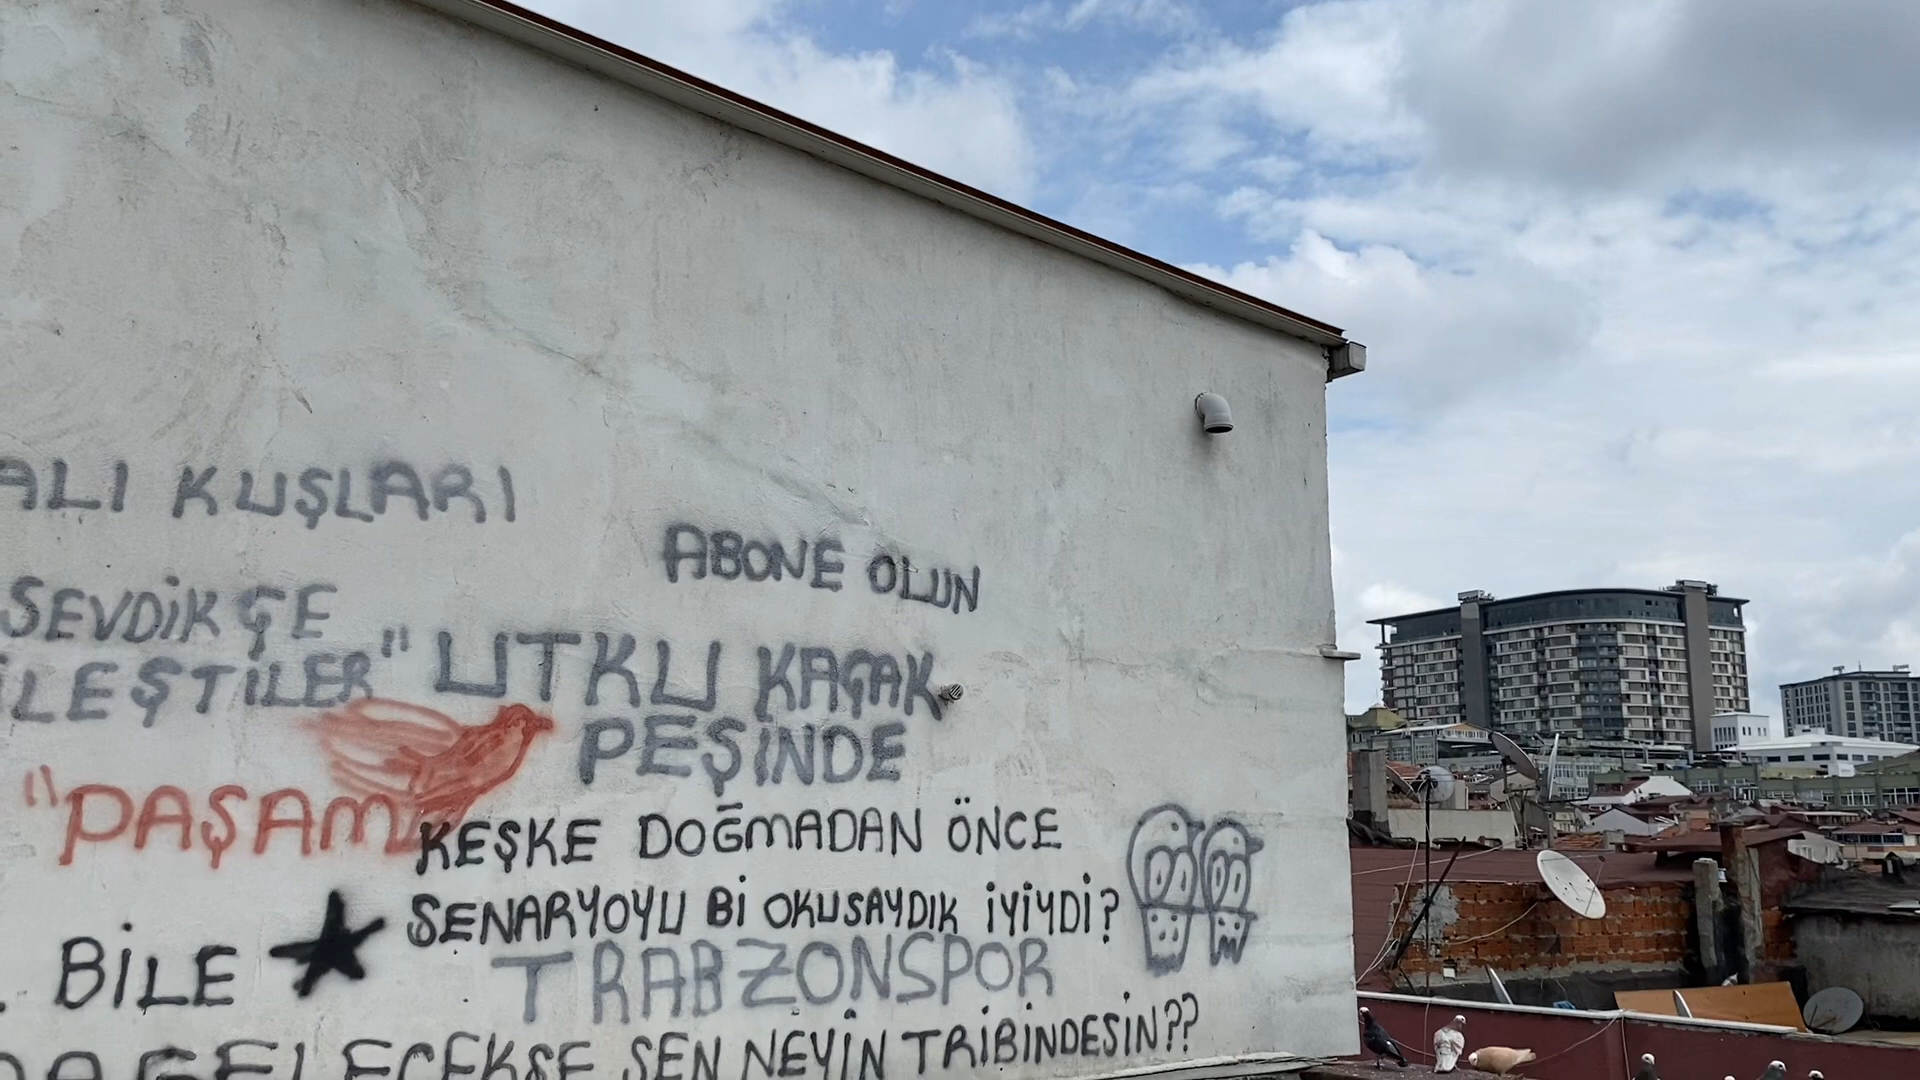 ALI KUŞLARI
ABONE OLUN
SEVDİKÇE
İLEŞTİLER" UTKU KAÇAK
PEŞİNDE
"PAŞAM
KEŞKE DOĞMADAN ÖNCE
SENARYOYU Bİ OKUSAYDIK İYİYDİ?
BİLE
TRABZONSPOR
GELECEKSE SEN NEYİN TRİBİNDESİN??